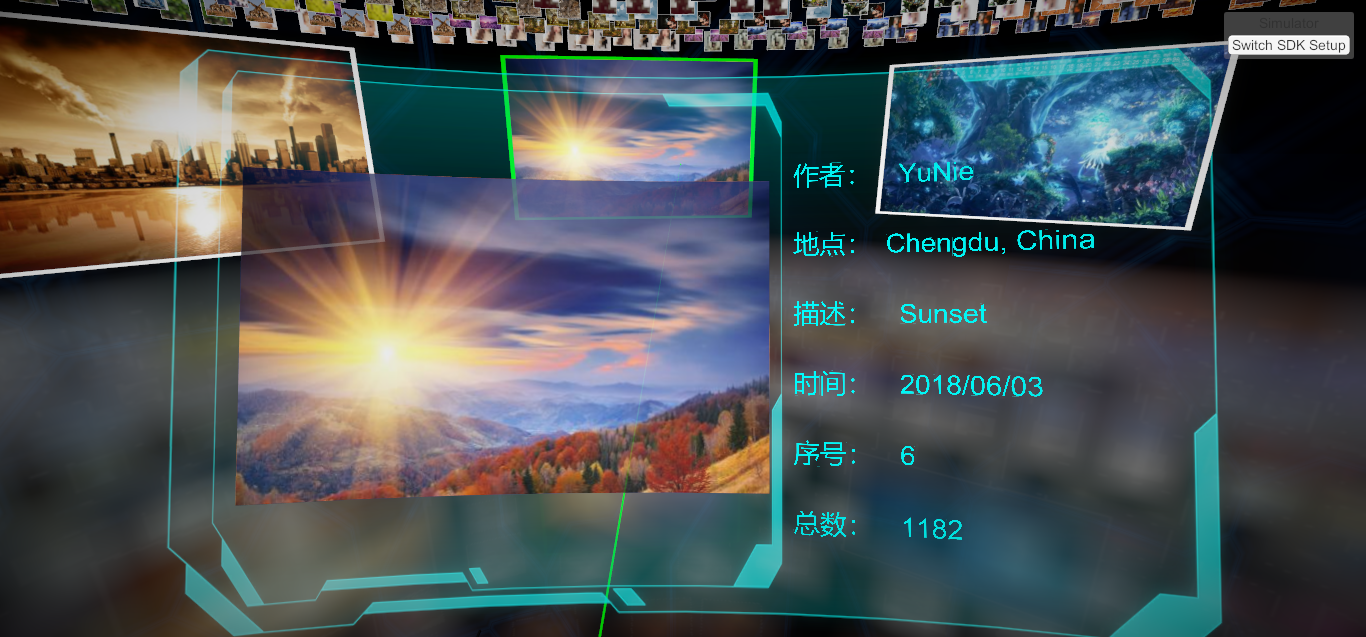 Simulator
Switch SDK Setup
作者： YuNie
地点： Chengdu, China
描述： Sunset
时间： 2018/06/03
序号： 6
总数： 1182